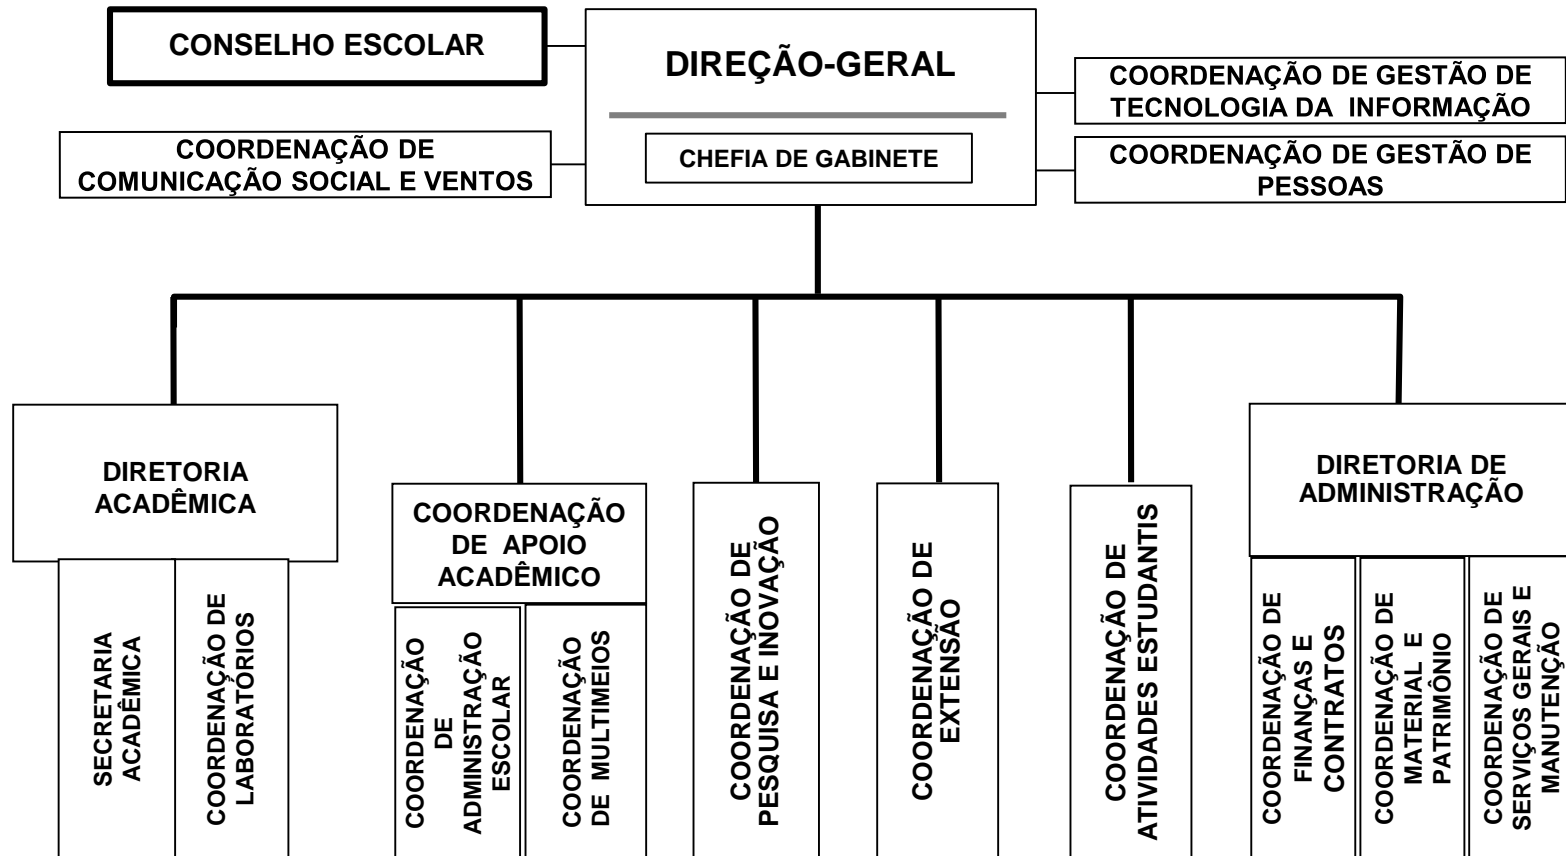 CONSELHO ESCOLAR
DIREÇÃO-GERAL
CHEFIA DE GABINETE
COORDENAÇÃO DE
COMUNICAÇÃO SOCIAL E VENTOS
COORDENAÇÃO DE GESTÃO DE
TECNOLOGIA DA INFORMAÇÃO
COORDENAÇÃO DE GESTÃO DE
PESSOAS
DIRETORIA
ACADÊMICA
SECRETARIA
ACADÊMICA
COORDENAÇÃO DE
LABORATÓRIOS
COORDENAÇÃO
DE APOIO
ACADÊMICO
COORDENAÇÃO
DE
ADMINISTRAÇÃO
ESCOLAR
COORDENAÇÃO
DE MULTIMEIOS
COORDENAÇÃO DE
PESQUISA E INOVAÇÃO
COORDENAÇÃO DE
EXTENSÃO
COORDENAÇÃO DE
ATIVIDADES ESTUDANTIS
DIRETORIA DE
ADMINISTRAÇÃO
COORDENAÇÃO DE
FINANÇAS E
CONTRATOS
COORDENAÇÃO DE
MATERIAL E
PATRIMÔNIO
COORDENAÇÃO DE
SERVIÇOS GERAIS E
MANUTENÇÃO